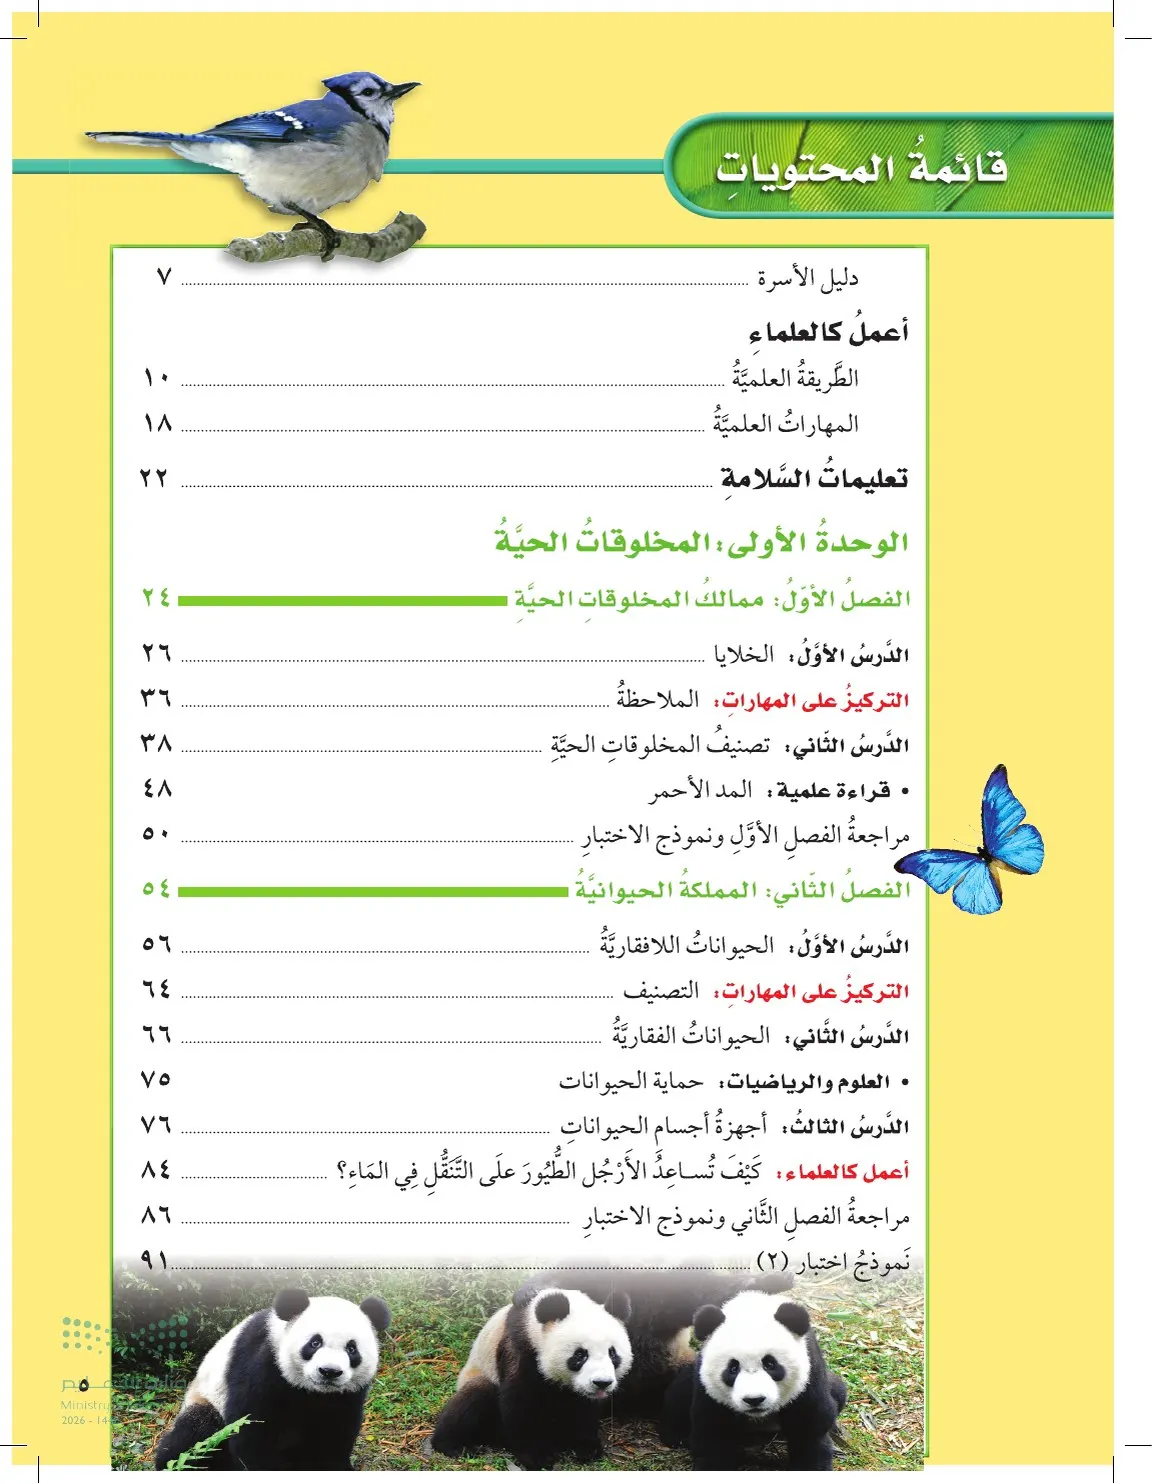 قائمةُ المحتوياتِ
دليل الأسرة ٧
أعملُ كالعلماءِ
الطَّريقةُ العلميَّةُ ١٠
المهاراتُ العلميَّةُ ١٨
تعليماتُ السَّلامةِ ٢٢
الوحدةُ الأولى: المخلوقاتُ الحيَّةُ
الفصلُ الأوّلُ: ممالكُ المخلوقاتِ الحيَّةِ ٢٤
الدَّرسُ الأوَّلُ: الخلايا ٢٦
التركيزُ على المهاراتِ: الملاحظةُ ٣٦
الدَّرسُ الثّاني: تصنيفُ المخلوقاتِ الحيَّةِ ٣٨
• قراءة علمية: المد الأحمر ٤٨
مراجعةُ الفصلِ الأوَّلِ ونموذج الاختبارِ ٥٠
الفصلُ الثّاني: المملكةُ الحيوانيَّةُ ٥٤
الدَّرسُ الأوَّلُ: الحيواناتُ اللافقاريَّةُ ٥٦
التركيزُ على المهاراتِ: التصنيف ٦٤
الدَّرسُ الثَّاني: الحيواناتُ الفقاريَّةُ ٦٦
• العلوم والرياضيات: حماية الحيوانات ٧٥
الدَّرسُ الثالثُ: أجهزةُ أجسامِ الحيواناتِ ٧٦
أعمل كالعلماء: كَيْفَ تُساعِدُ الأَرْجُل الطُّيُورَ علَى التَّنَقُّلِ فِي المَاءِ؟ ٨٤
مراجعةُ الفصلِ الثَّاني ونموذج الاختبارِ ٨٦
نَموذجُ اختبار (٢) ٩١
٥
Ministry
2026 - 14